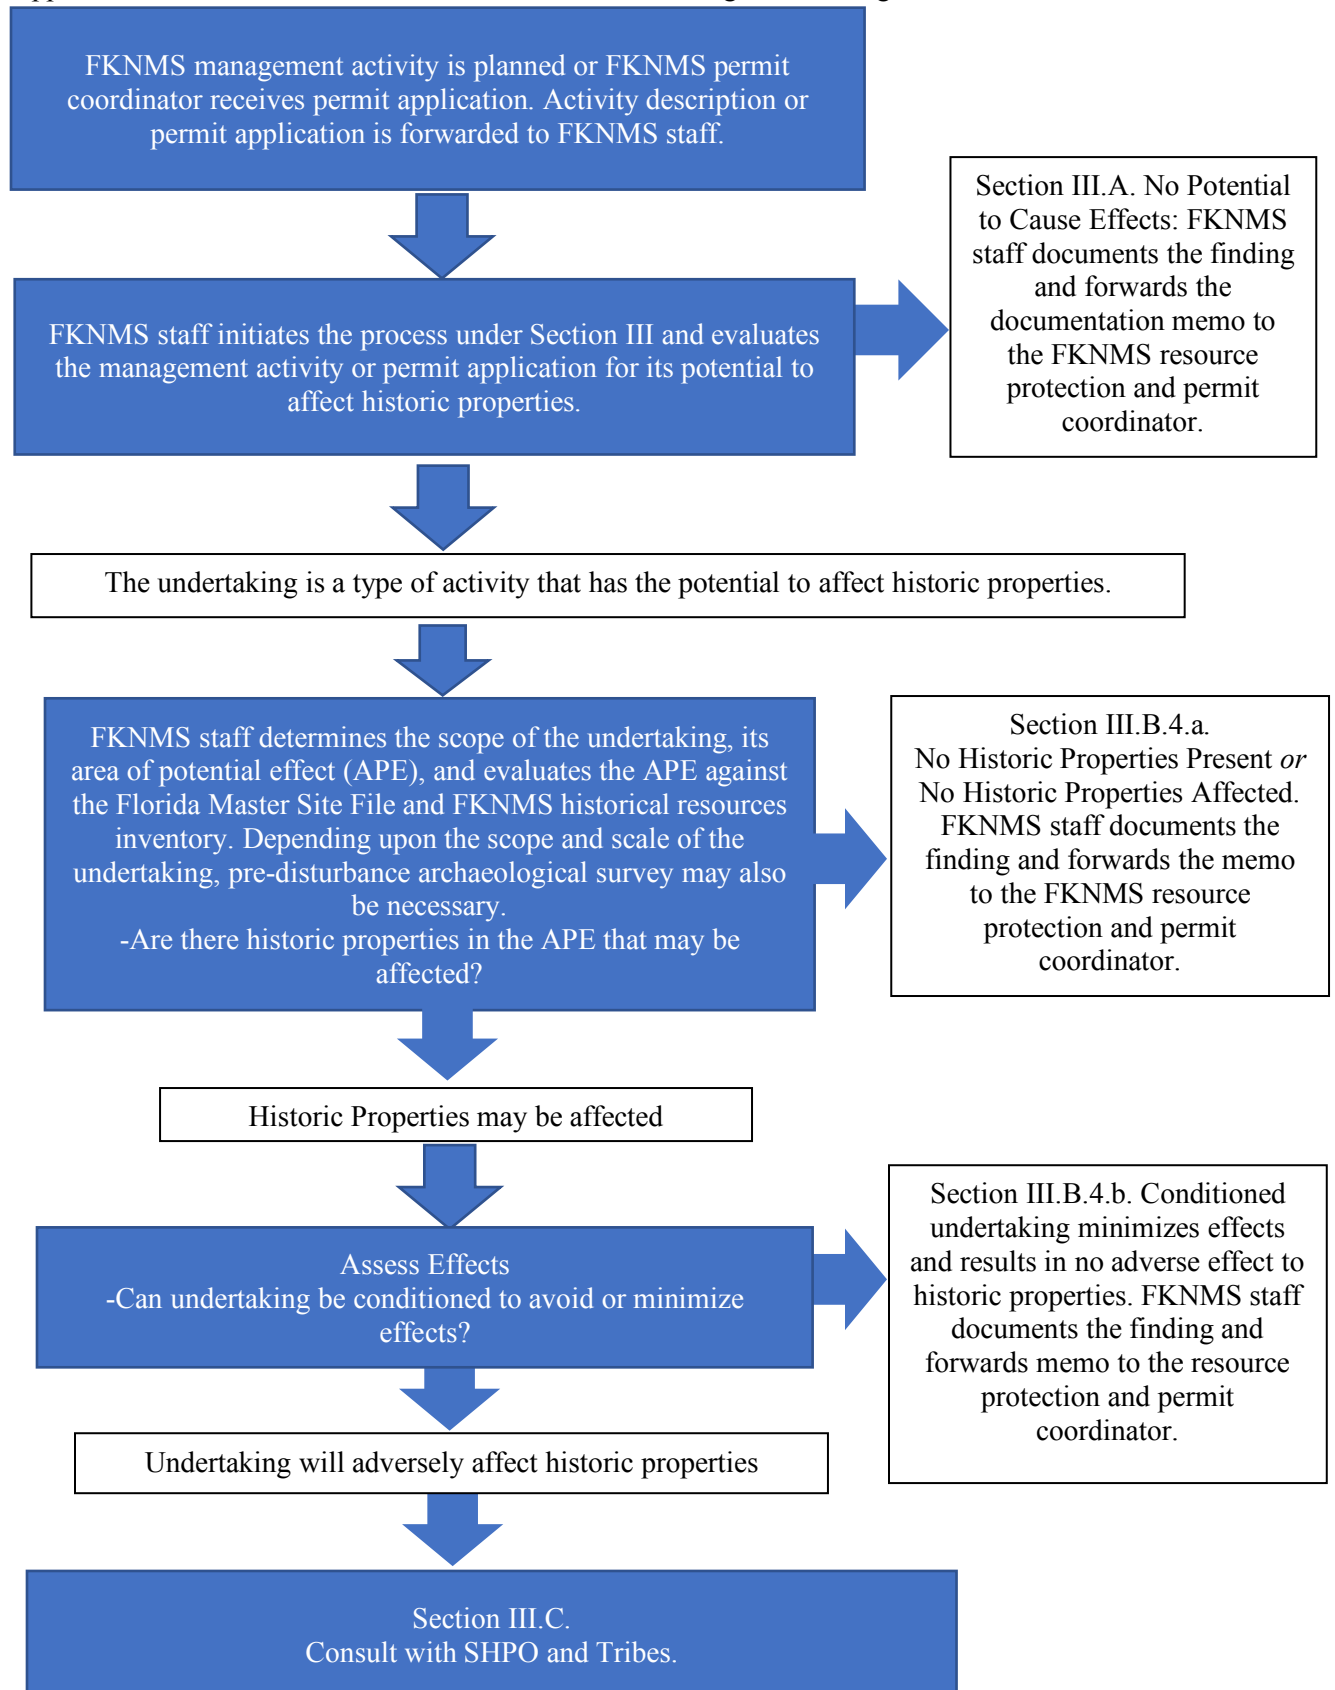 FKNMS management activity is planned or FKNMS permit
coordinator receives permit application. Activity description or
permit application is forwarded to FKNMS staff.
Section III.A. No Potential
to Cause Effects: FKNMS
staff documents the finding
and forwards the
documentation memo to
the FKNMS resource
protection and permit
coordinator.
FKNMS staff initiates the process under Section III and evaluates
the management activity or permit application for its potential to
affect historic properties.
The undertaking is a type of activity that has the potential to affect historic properties.
FKNMS staff determines the scope of the undertaking, its
area of potential effect (APE), and evaluates the APE against
the Florida Master Site File and FKNMS historical resources
inventory. Depending upon the scope and scale of the
undertaking, pre-disturbance archaeological survey may also
be necessary.
-Are there historic properties in the APE that may be
affected?
Section III.B.4.a.
No Historic Properties Present or
No Historic Properties Affected.
FKNMS staff documents the
finding and forwards the memo
to the FKNMS resource
protection and permit
coordinator.
Historic Properties may be affected
Assess Effects
-Can undertaking be conditioned to avoid or minimize
effects?
Section III.B.4.b. Conditioned
undertaking minimizes effects
and results in no adverse effect to
historic properties. FKNMS staff
documents the finding and
forwards memo to the resource
protection and permit
coordinator.
Undertaking will adversely affect historic properties
Section III.C.
Consult with SHPO and Tribes.